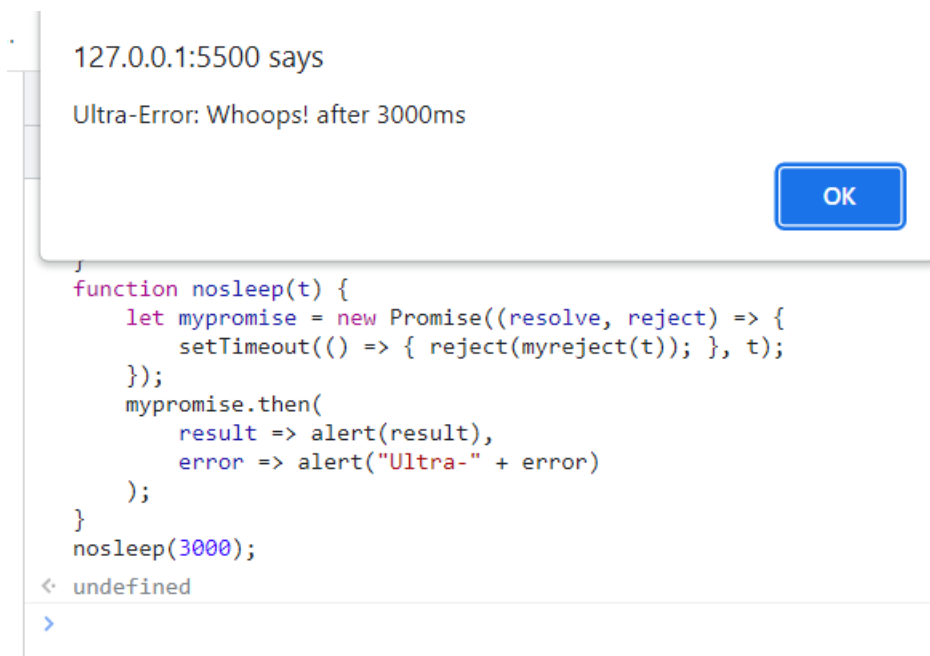 127.0.0.1:5500 says
Ultra-Error: Whoops! after 3000ms
OK
}
function nosleep(t) {
    let mypromise = new Promise((resolve, reject) => {
        setTimeout(() => { reject(myreject(t)); }, t);
    });
    mypromise.then(
        result => alert(result),
        error => alert("Ultra-" + error)
    );
}
nosleep(3000);
undefined